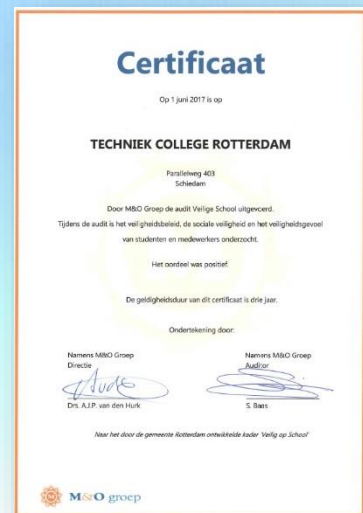 Certificaat
Op 1 juni 2017 is op
TECHNIEK COLLEGE ROTTERDAM
Parallelweg 403
Schiedam
Door M&O Groep de audit Veilige School uitgevoerd.
Tijdens de audit is het veiligheidsbeleid, de sociale veiligheid en het veiligheidsgevoel
van studenten en medewerkers onderzocht.
Het oordeel was positief.
De geldigheidsduur van dit certificaat is drie jaar.
Ondertekening door:
Namens M&O Groep
Directie
Drs. A.J.P. van den Hurk
Namens M&O Groep
Auditor
S. Baas
Naar het door de gemeente Rotterdam ontwikkelde kader 'Veilig op School'
M&O groep